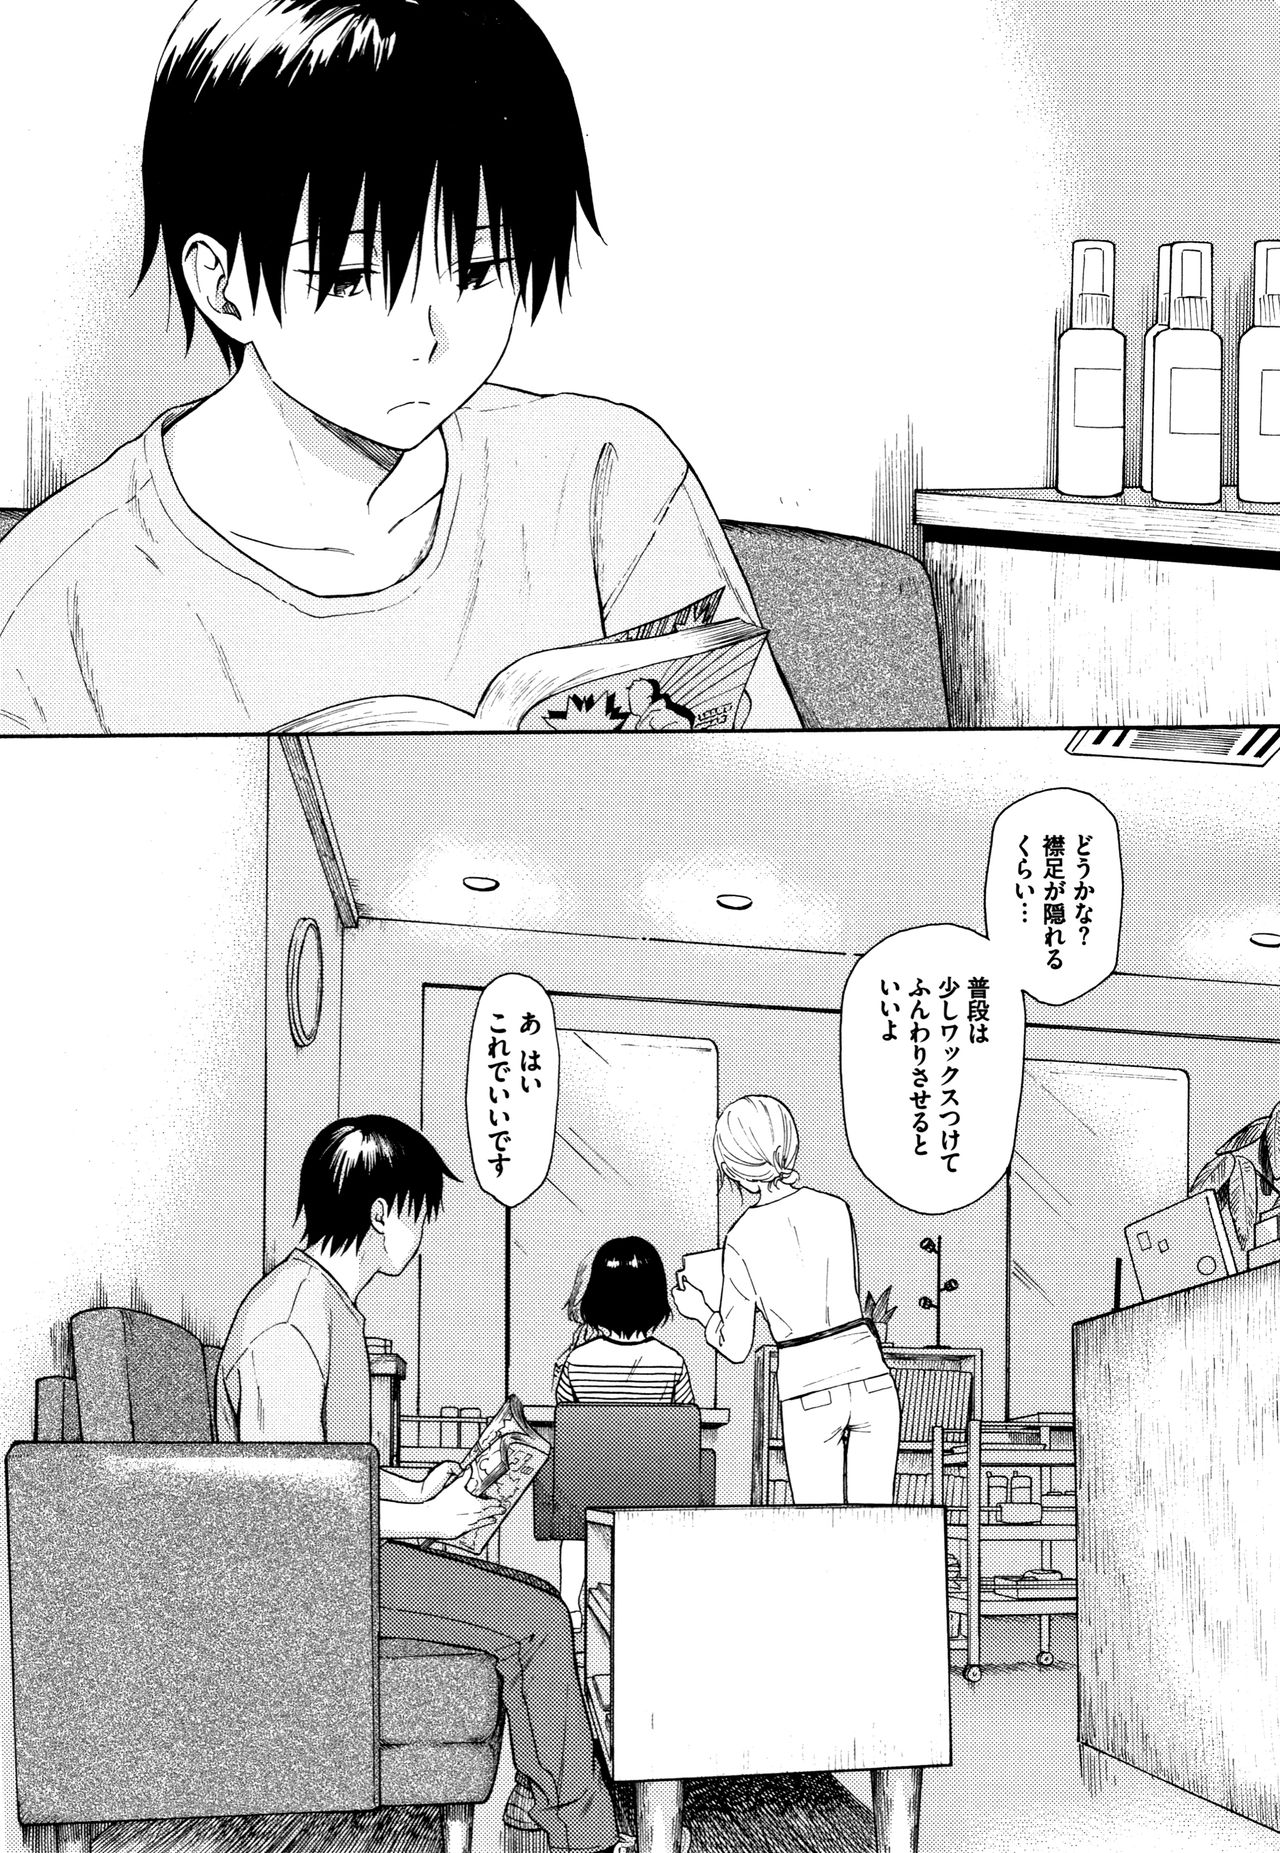 どうかな?
襟足が隠れる
くらい…
普段は
少しワックスつけて
ふんわりさせると
いいよ
あ はい
これでいいです